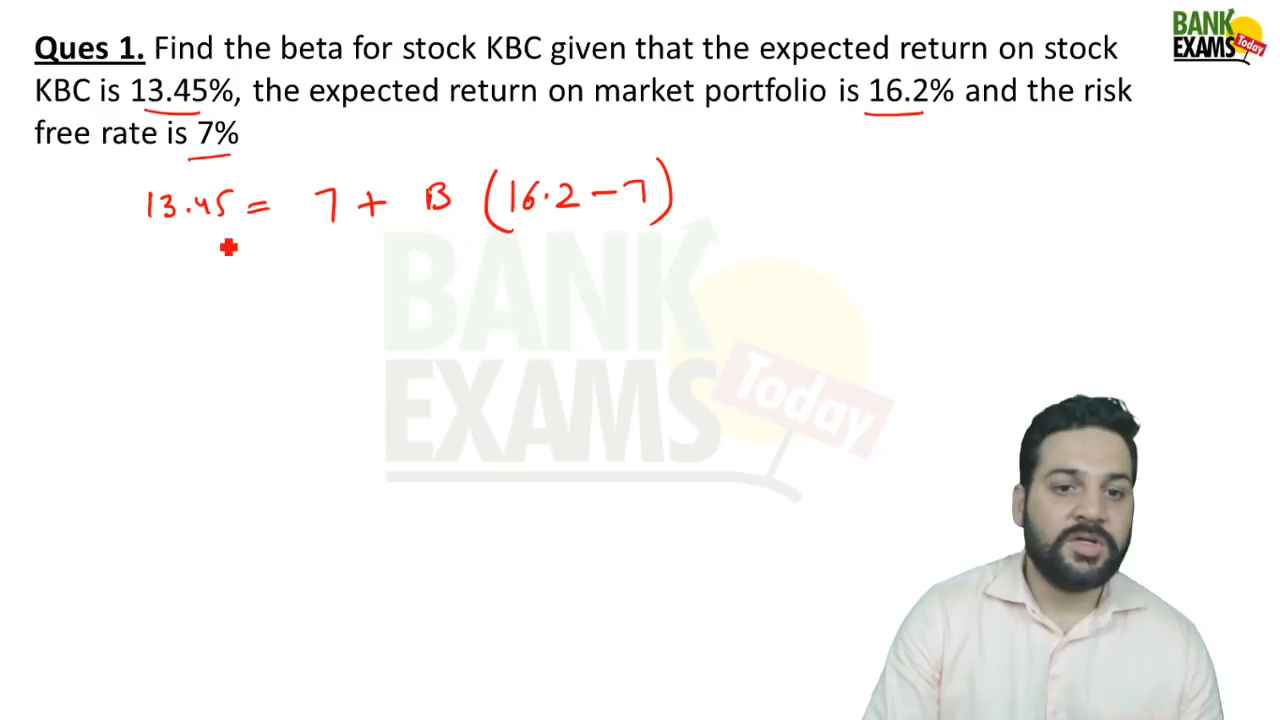 BANK
EXAMS
Today
Ques 1. Find the beta for stock KBC given that the expected return on stock
KBC is 13.45%, the expected return on market portfolio is 16.2% and the risk
free rate is 7%
13.45 = 7 + B (16.2 - 7)
BANK
EXAMS
Today